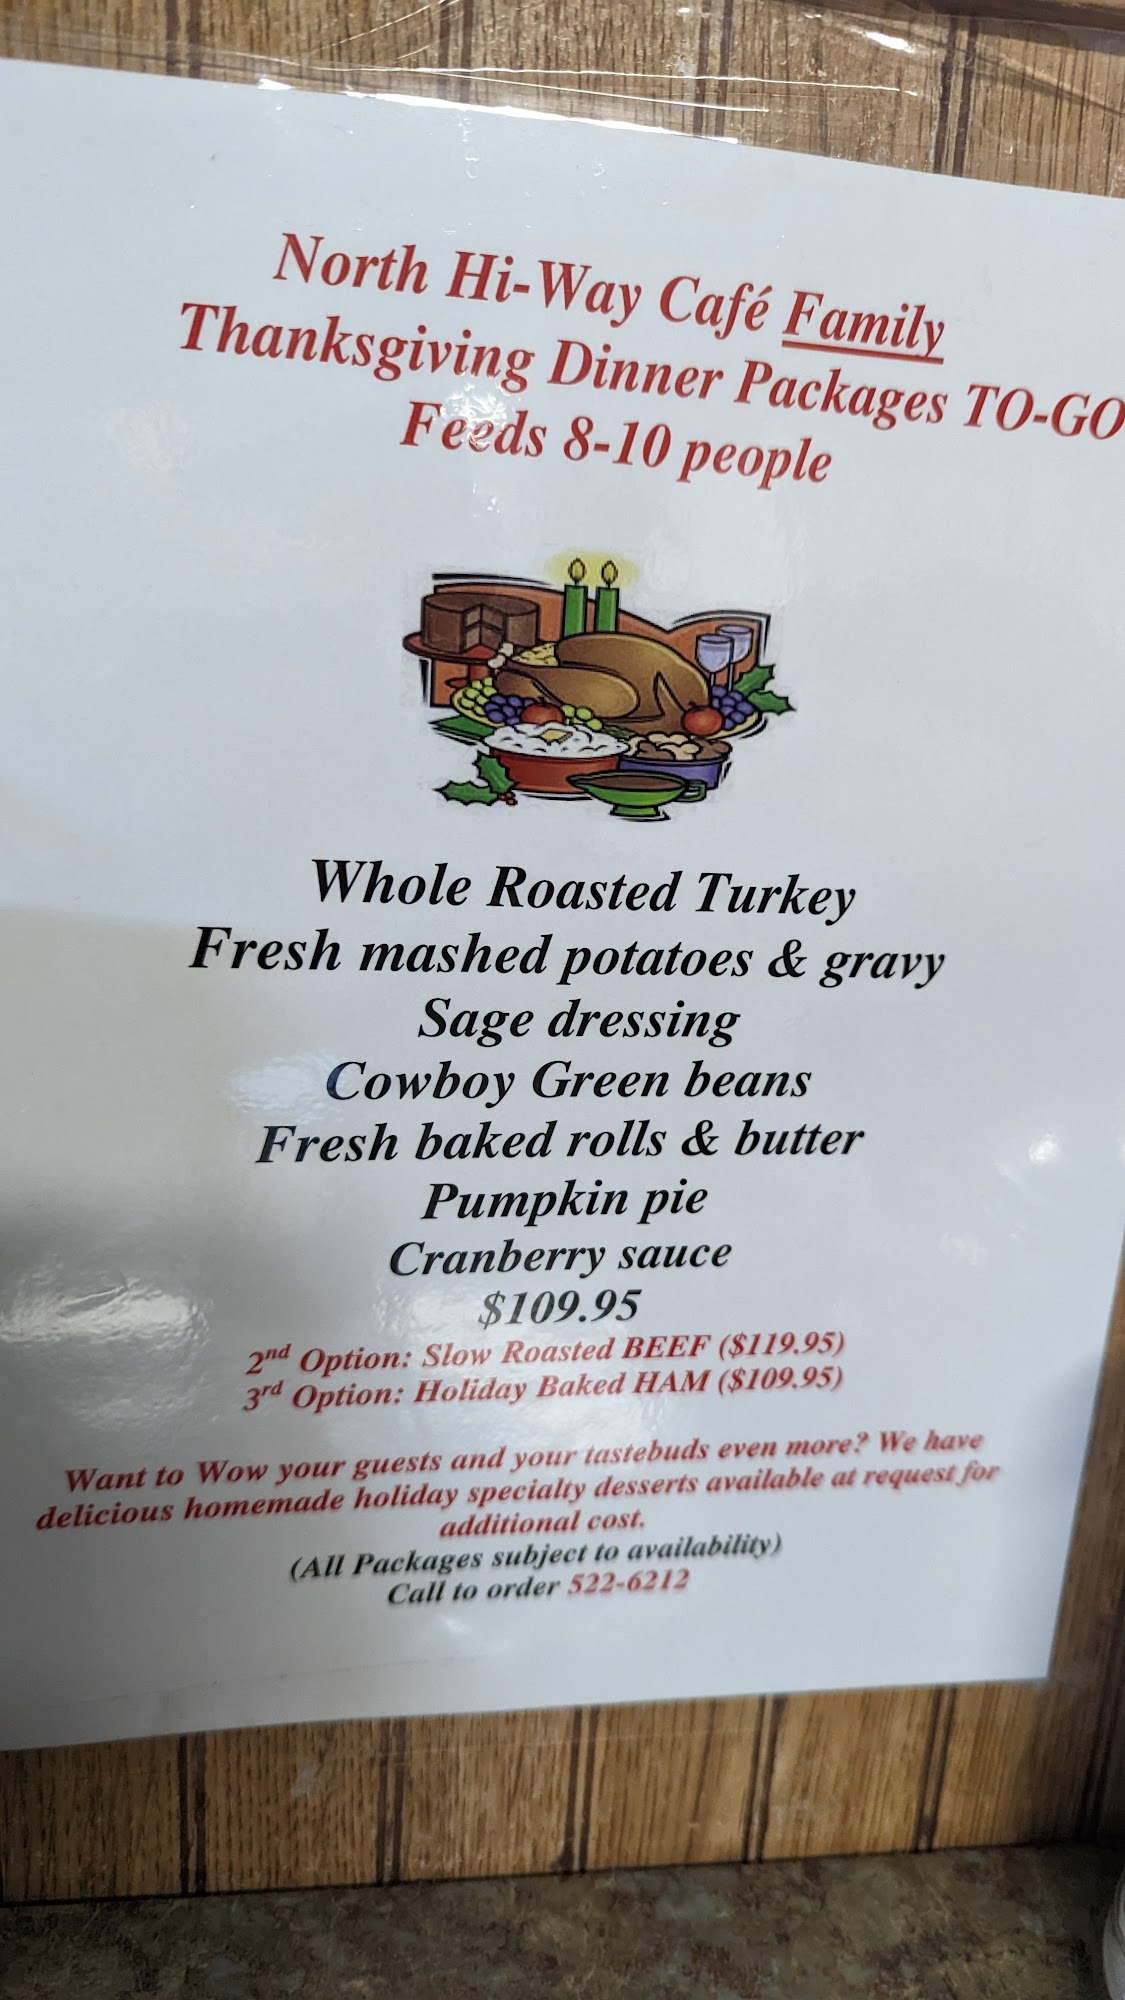 North Hi-Way Café Family
Thanksgiving Dinner Packages TO-GO
Feeds 8-10 people
Whole Roasted Turkey
Fresh mashed potatoes & gravy
Sage dressing
Cowboy Green beans
Fresh baked rolls & butter
Pumpkin pie
Cranberry sauce
$109.95
2nd Option: Slow Roasted BEEF ($119.95)
3rd Option: Holiday Baked HAM ($109.95)
Want to Wow your guests and your tastebuds even more? We have
delicious homemade holiday specialty desserts available at request for
additional cost.
(All Packages subject to availability)
Call to order 522-6212